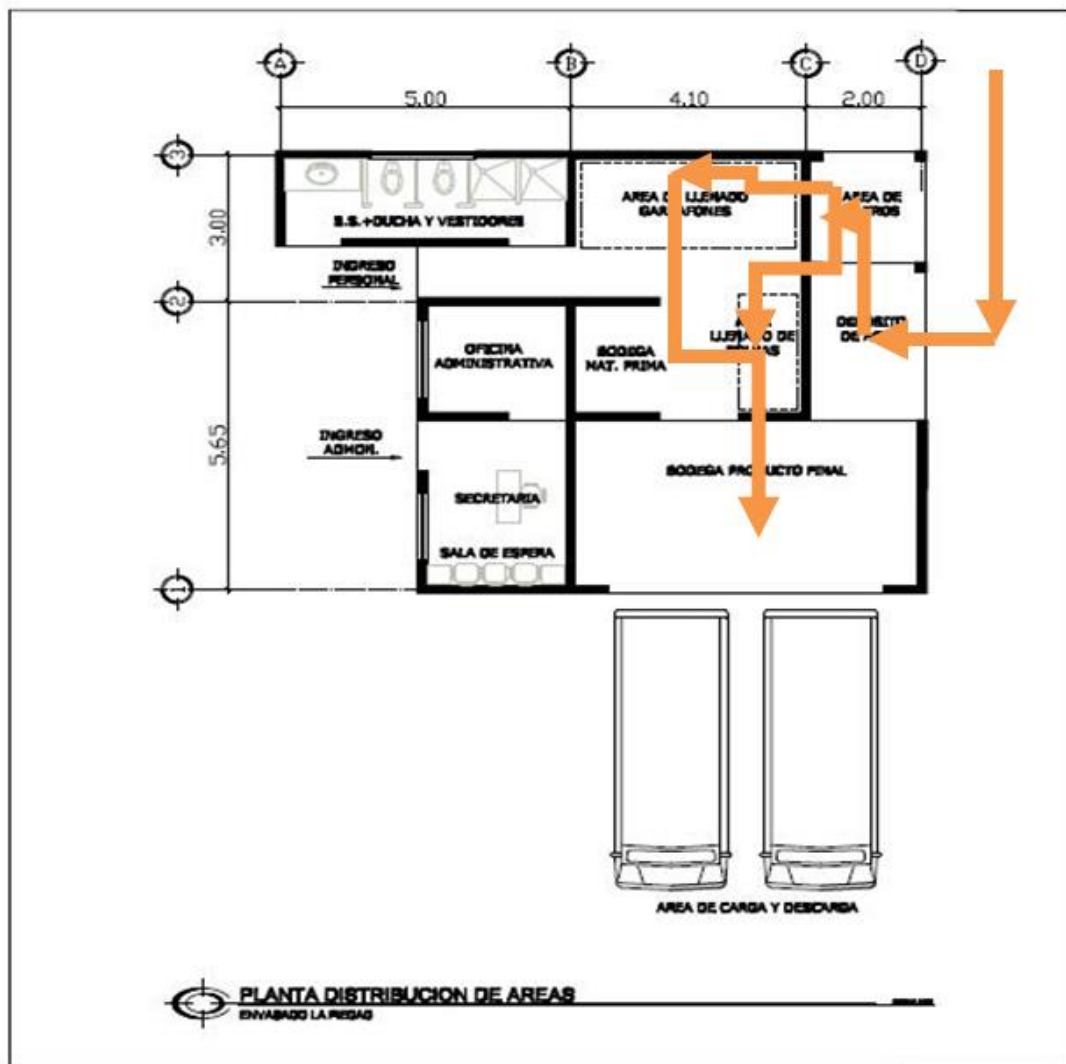 A
B
C
D
5.00
4.10
2.00
3
3.00
2
5.65
1
S.S.+DUCHA Y VESTIDORES
AREA DE LLENADO
AREA DE
INGRESO
PERSONAL
OFICINA
ADMINISTRATIVA
BODEGA
MAT. PRIMA
DE
INGRESO
ADMON.
SECRETARIA
BODEGA PRODUCTO FINAL
SALA DE ESPERA
AREA DE CARGA Y DESCARGA
PLANTA DISTRIBUCION DE AREAS
ENVASADO LA PIEDAD